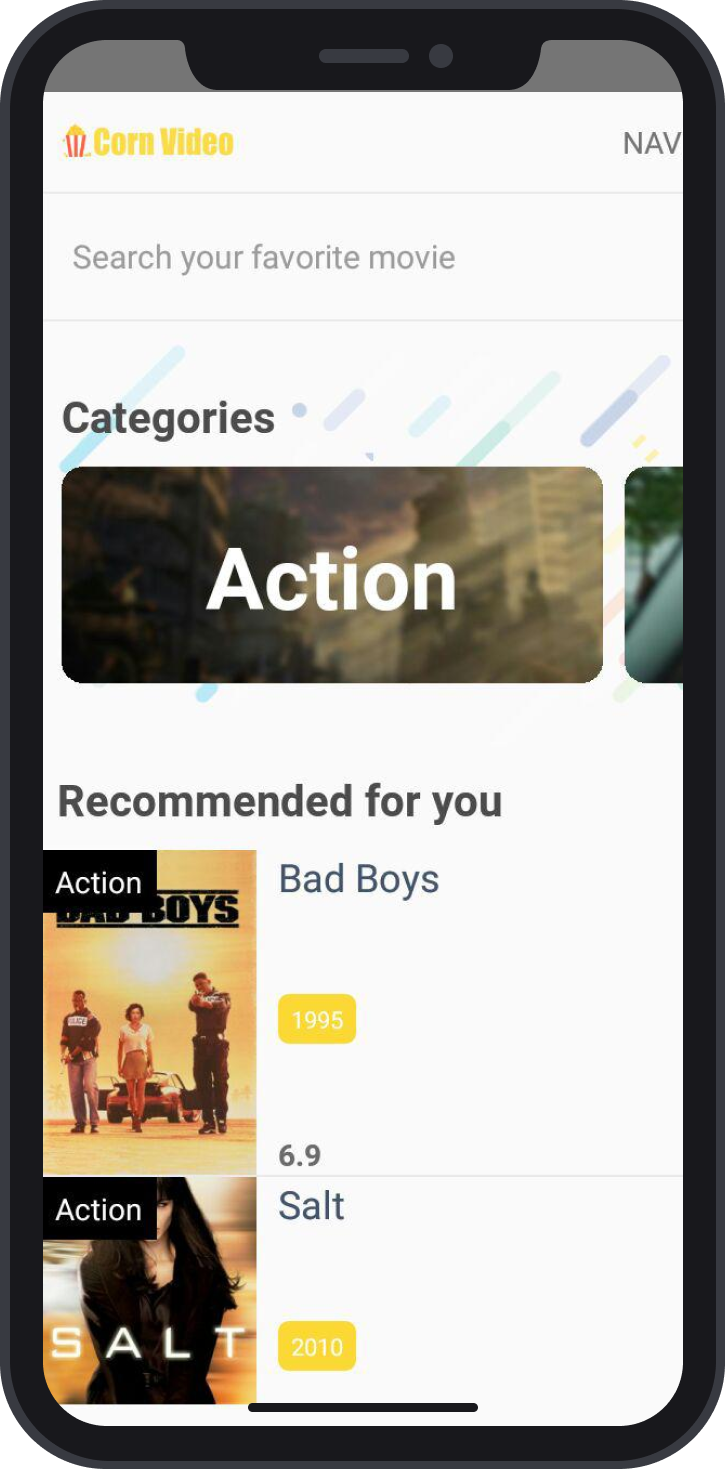 Corn Video
NAV
Search your favorite movie
Categories
Action
Recommended for you
Action
BAD BOYS
POLICE
Bad Boys
1995
6.9
Action
SALT
Salt
2010